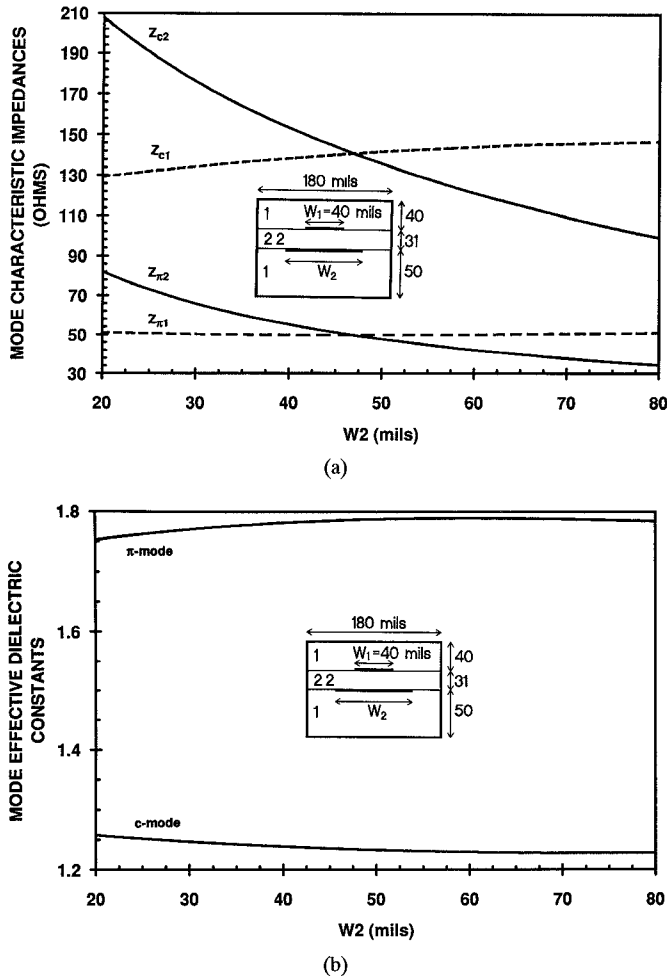 MODE CHARACTERISTIC IMPEDANCES
(OHMS)
210
190
170
150
130
110
90
70
50
30
Zc2
Zc1
Zπ2
Zπ1
180 mils
1
W1=40 mils
40
2 2
31
1
W2
50
20
30
40
50
60
70
80
W2 (mils)
(a)
MODE EFFECTIVE DIELECTRIC
CONSTANTS
1.8
1.6
1.4
1.2
π-mode
180 mils
1
W1=40 mils
40
2 2
31
1
W2
50
c-mode
20
30
40
50
60
70
80
W2 (mils)
(b)